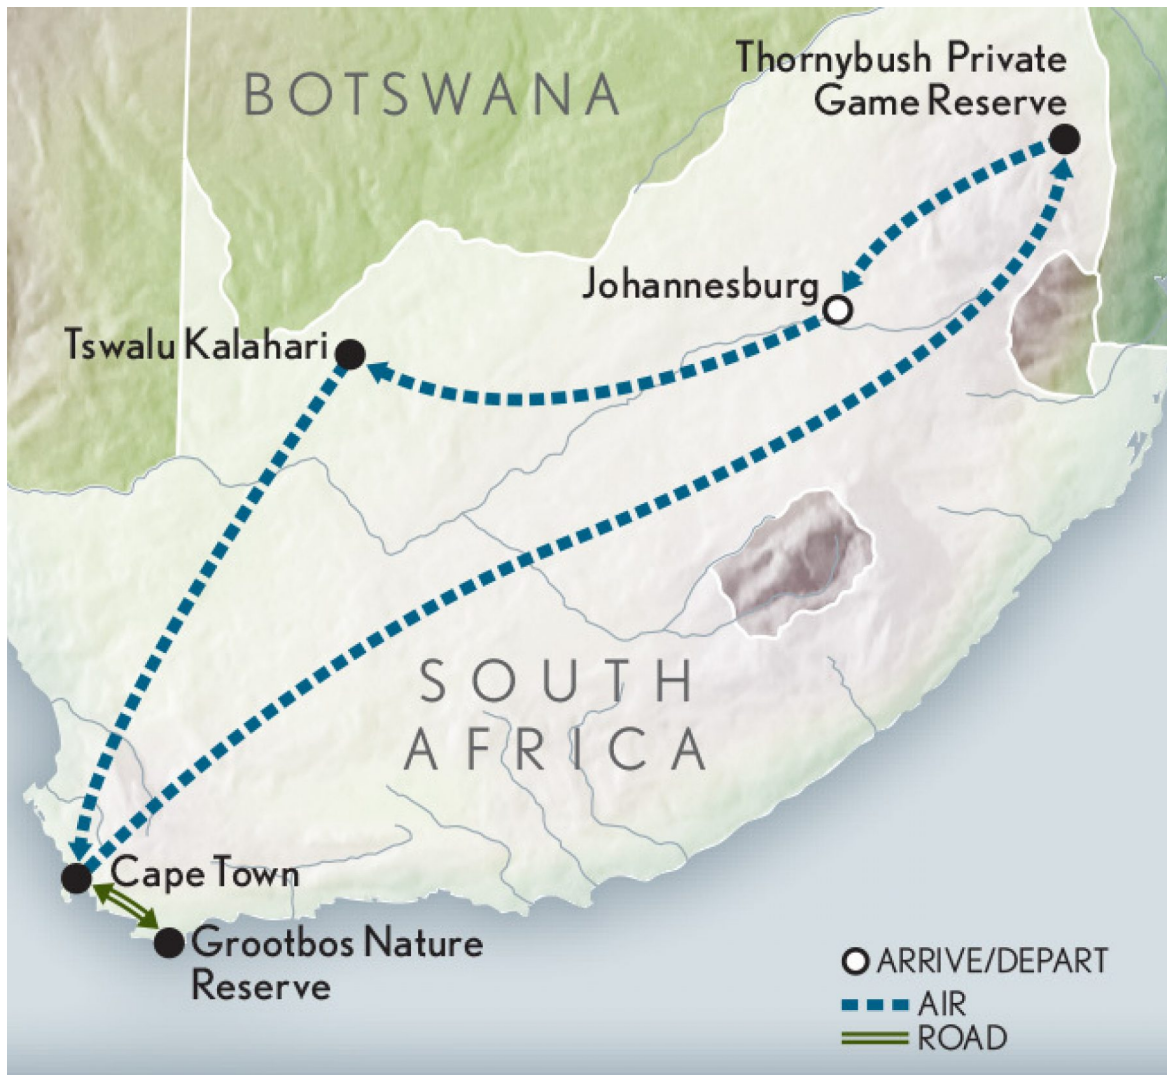 BOTSWANA
Thornybush Private
Game Reserve
Johannesburg
Tswalu Kalahari
SOUTH
AFRICA
Cape Town
Grootbos Nature
Reserve
ARRIVE/DEPART
AIR
ROAD